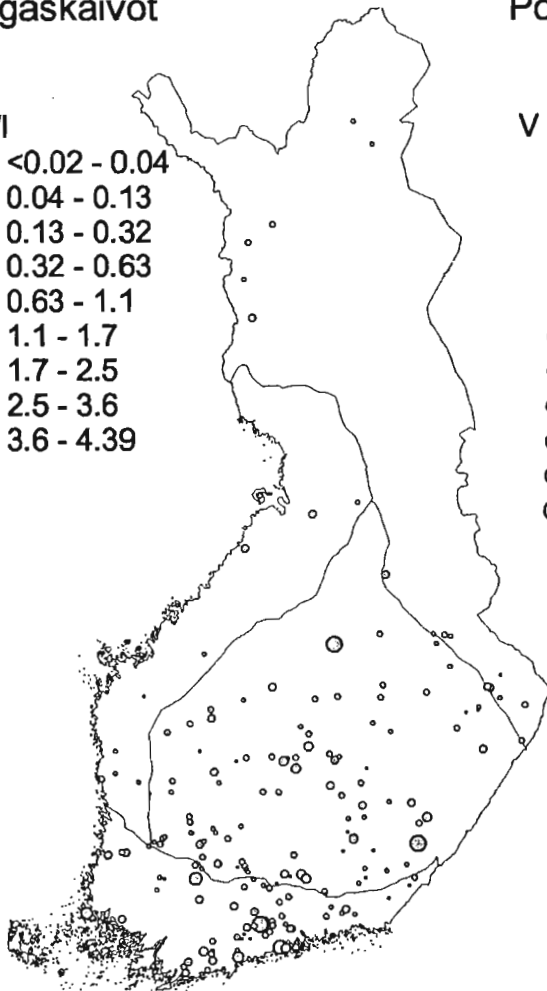 gaskaivot
Po
/l
V
<0.02 - 0.04
0.04 - 0.13
0.13 - 0.32
0.32 - 0.63
0.63 - 1.1
1.1 - 1.7
1.7 - 2.5
2.5 - 3.6
3.6 - 4.39